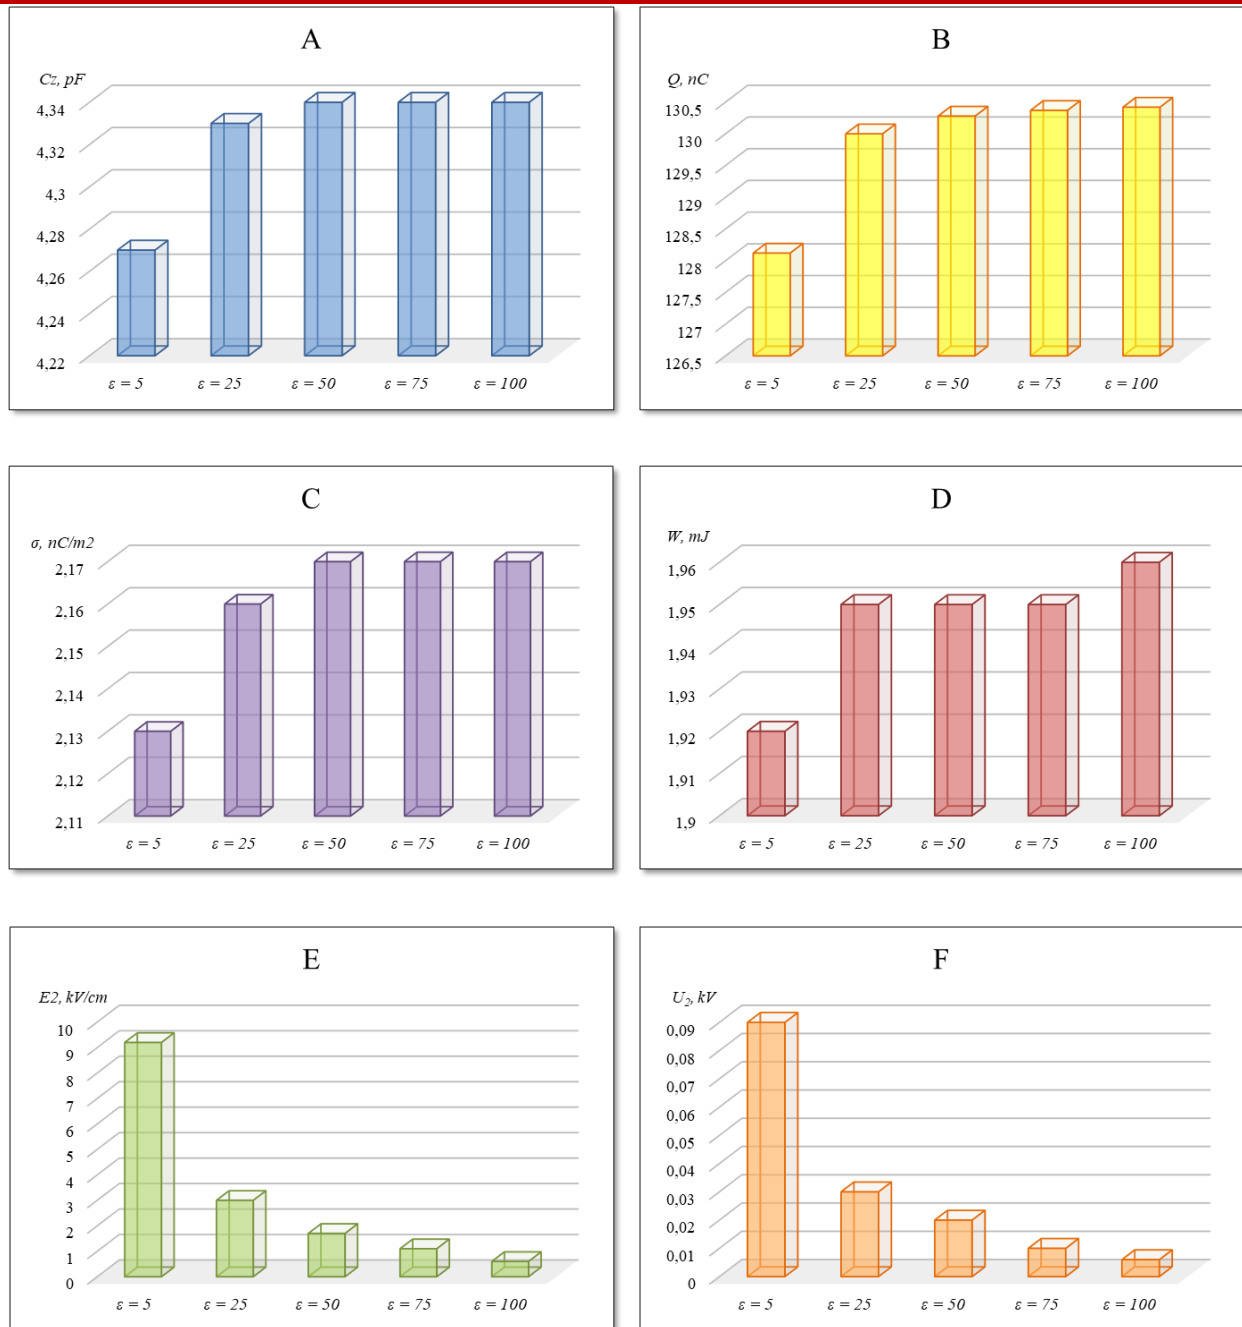 A
Cz, pF
4,34
4,32
4,3
4,28
4,26
4,24
4,22
ε = 5 ε = 25 ε = 50 ε = 75 ε = 100
B
Q, nC
130,5
130
129,5
129
128,5
128
127,5
127
126,5
ε = 5 ε = 25 ε = 50 ε = 75 ε = 100
C
σ, nC/m2
2,17
2,16
2,15
2,14
2,13
2,12
2,11
ε = 5 ε = 25 ε = 50 ε = 75 ε = 100
D
W, mJ
1,96
1,95
1,94
1,93
1,92
1,91
1,9
ε = 5 ε = 25 ε = 50 ε = 75 ε = 100
E
E2, kV/cm
10
9
8
7
6
5
4
3
2
1
0
ε = 5 ε = 25 ε = 50 ε = 75 ε = 100
F
U₂, kV
0,09
0,08
0,07
0,06
0,05
0,04
0,03
0,02
0,01
0
ε = 5 ε = 25 ε = 50 ε = 75 ε = 100